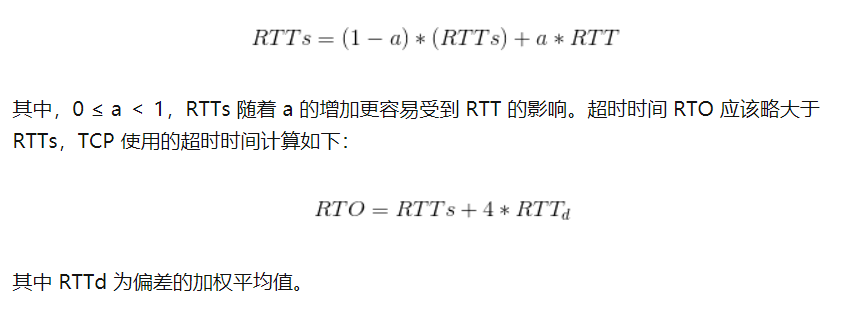 RTTs = (1 − a) ∗ (RTTs) + a ∗ RTT
其中，0 ≤ a ＜ 1，RTTs 随着 a 的增加更容易受到 RTT 的影响。超时时间 RTO 应该略大于
RTTs，TCP 使用的超时时间计算如下：
RTO = RTTs + 4 ∗ RTT_d
其中 RTTd 为偏差的加权平均值。